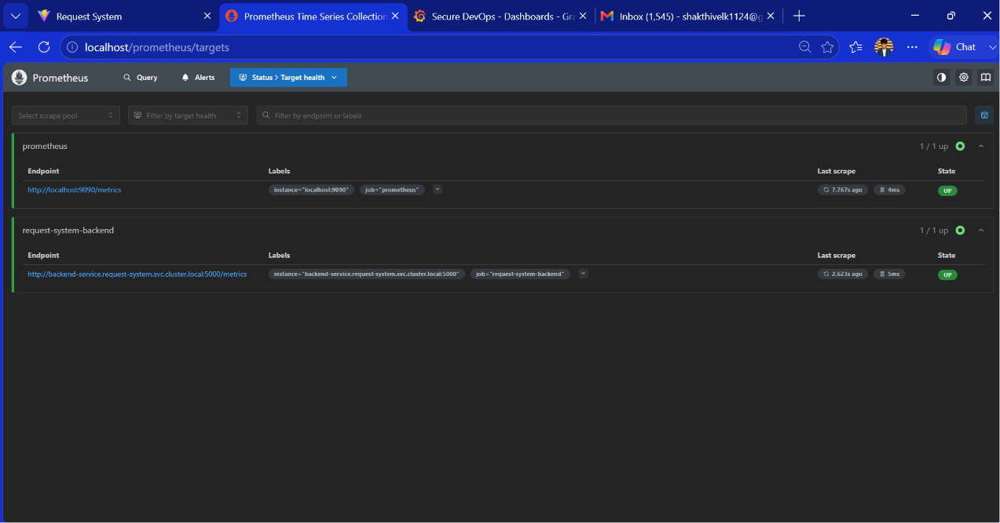 Request System
Prometheus Time Series Collection
Secure DevOps - Dashboards - Gra
Inbox (1,545) - shakthivelk1124@g
localhost/prometheus/targets
Chat
Prometheus
Query
Alerts
Status > Target health
Select scrape pool
Filter by target health
Filter by endpoint or labels
prometheus
1 / 1 up
Endpoint
Labels
Last scrape
State
http://localhost:9090/metrics
instance="localhost:9090"
job="prometheus"
7.767s ago
4ms
UP
request-system-backend
1 / 1 up
Endpoint
Labels
Last scrape
State
http://backend-service.request-system.svc.cluster.local:5000/metrics
instance="backend-service.request-system.svc.cluster.local:5000"
job="request-system-backend"
2.623s ago
5ms
UP